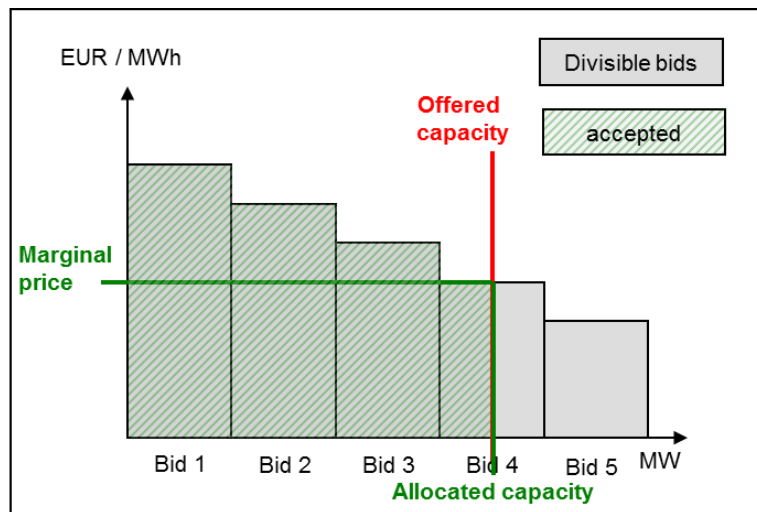 EUR / MWh
Divisible bids
Offered
capacity
accepted
Marginal
price
Bid 1
Bid 2
Bid 3
Bid 4
Bid 5
MW
Allocated capacity